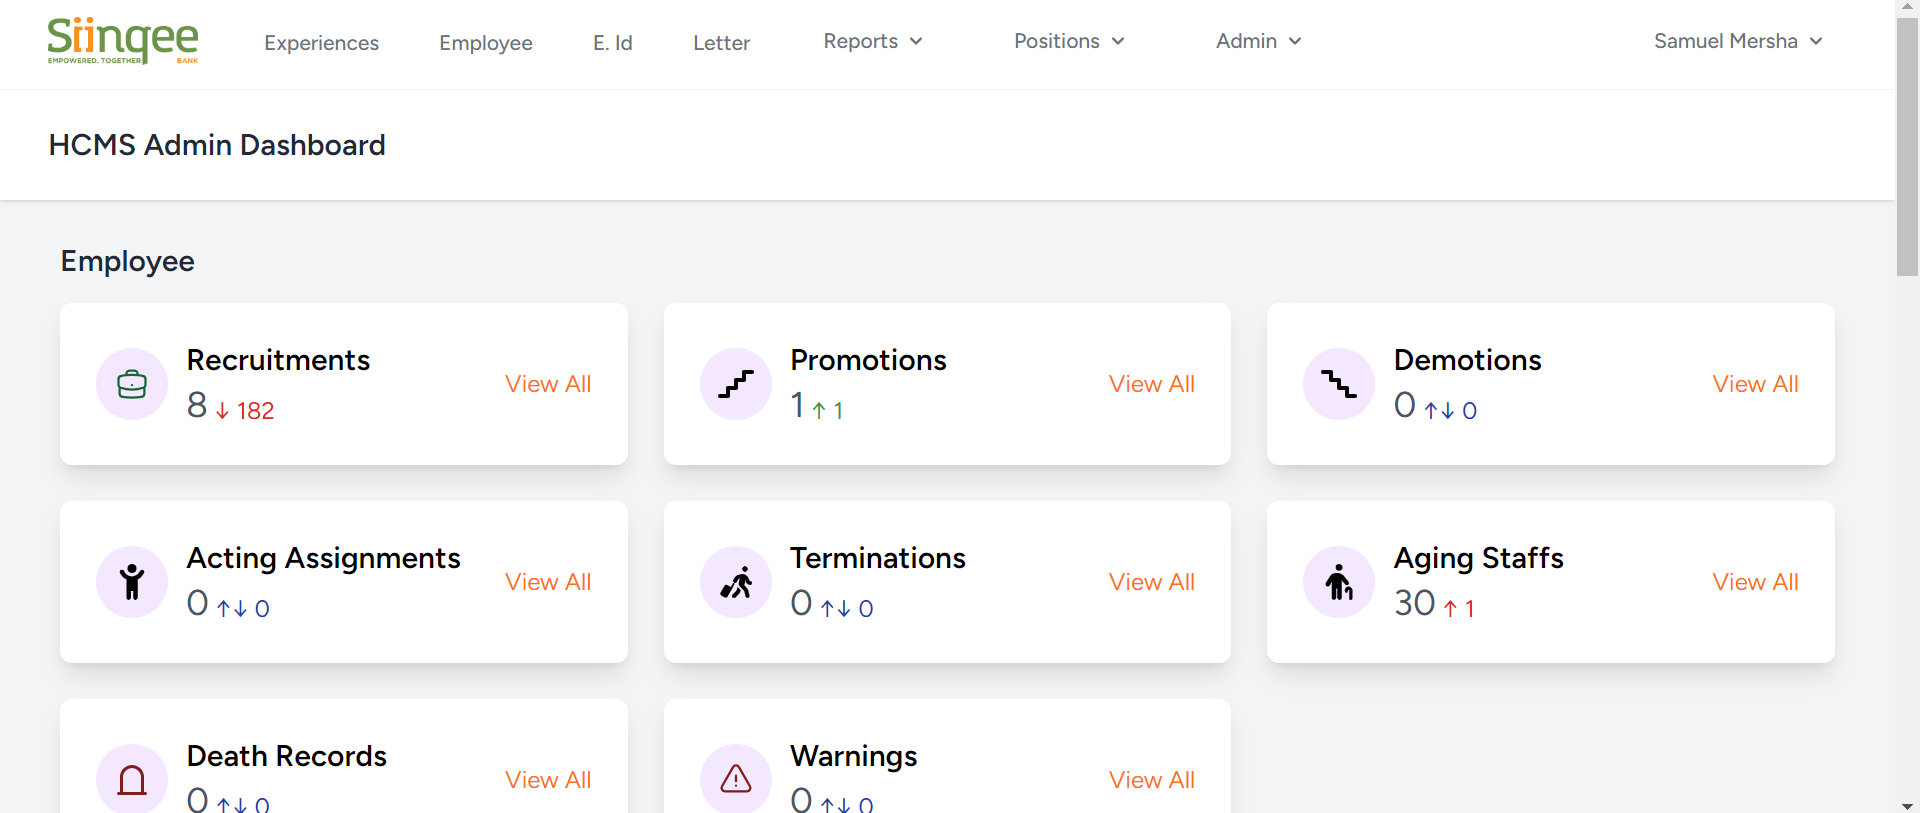 Siinqee
EMPOWERED. TOGETHER BANK
Experiences Employee E. Id Letter Reports Positions Admin Samuel Mersha
HCMS Admin Dashboard
Employee
Recruitments
8 ↓ 182
View All
Promotions
1 ↑ 1
View All
Demotions
0 ↑↓ 0
View All
Acting Assignments
0 ↑↓ 0
View All
Terminations
0 ↑↓ 0
View All
Aging Staffs
30 ↑ 1
View All
Death Records
0 ↑↓ 0
View All
Warnings
0 ↑↓ 0
View All